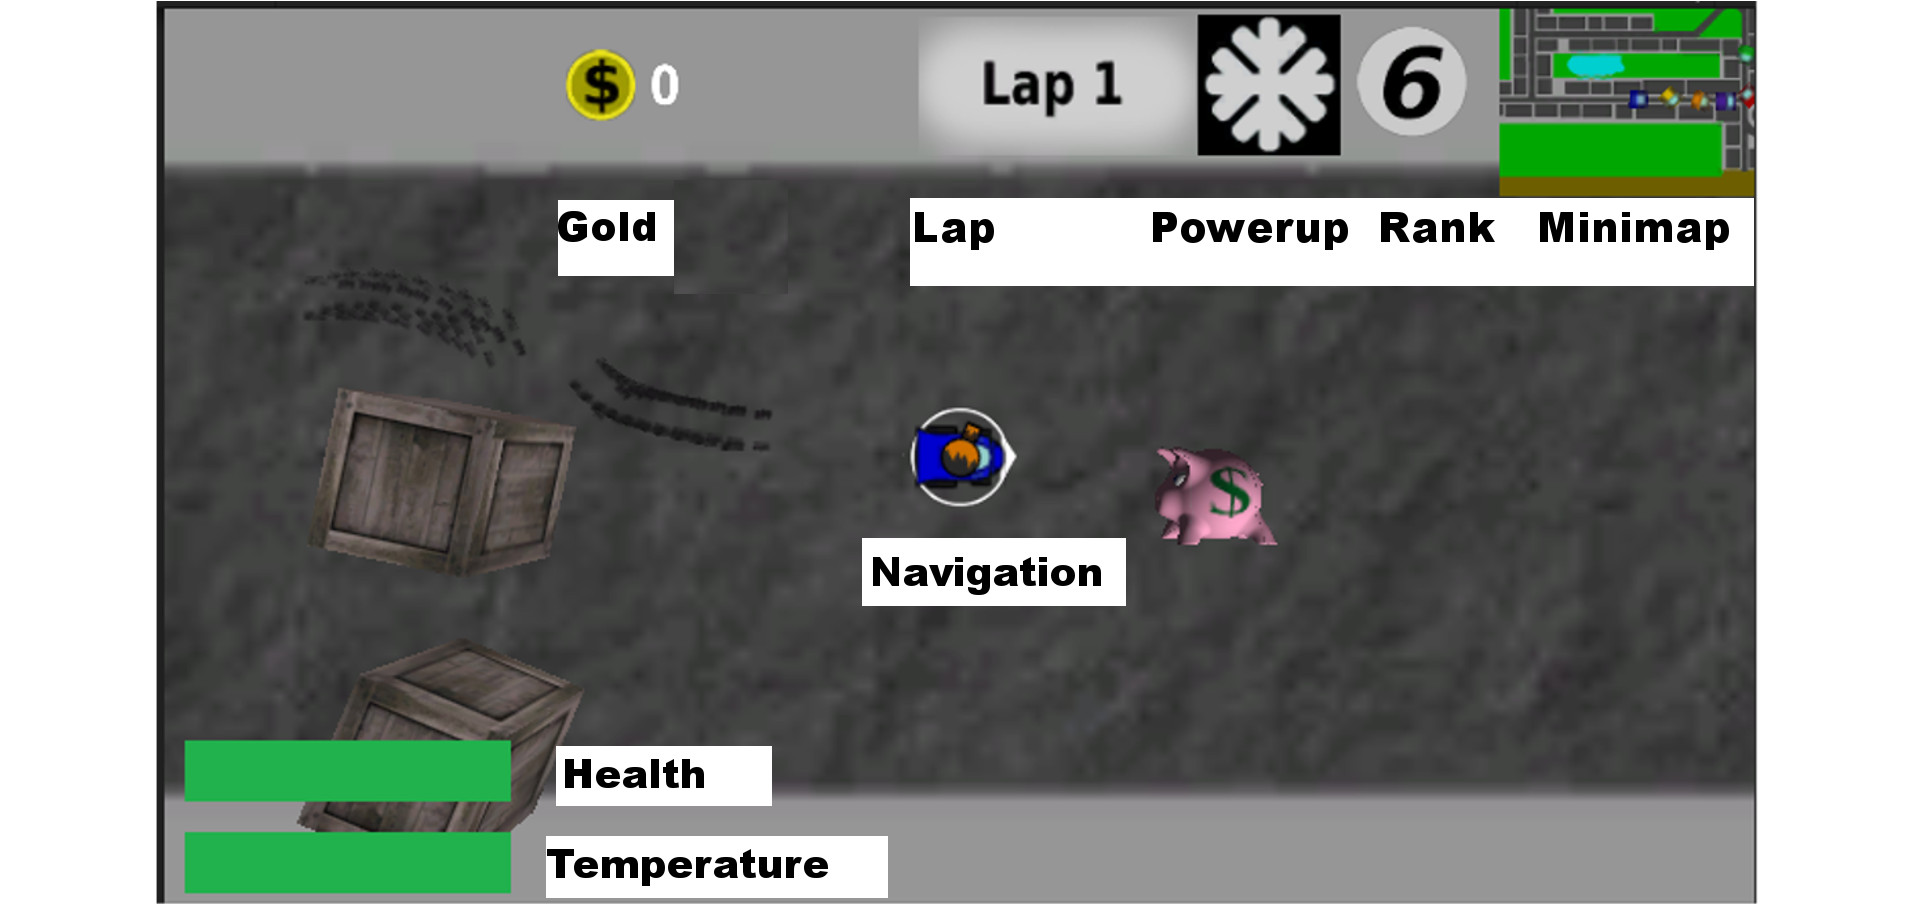 $ 0
Lap 1
6
Gold
Lap Powerup Rank Minimap
$
Navigation
Health
Temperature